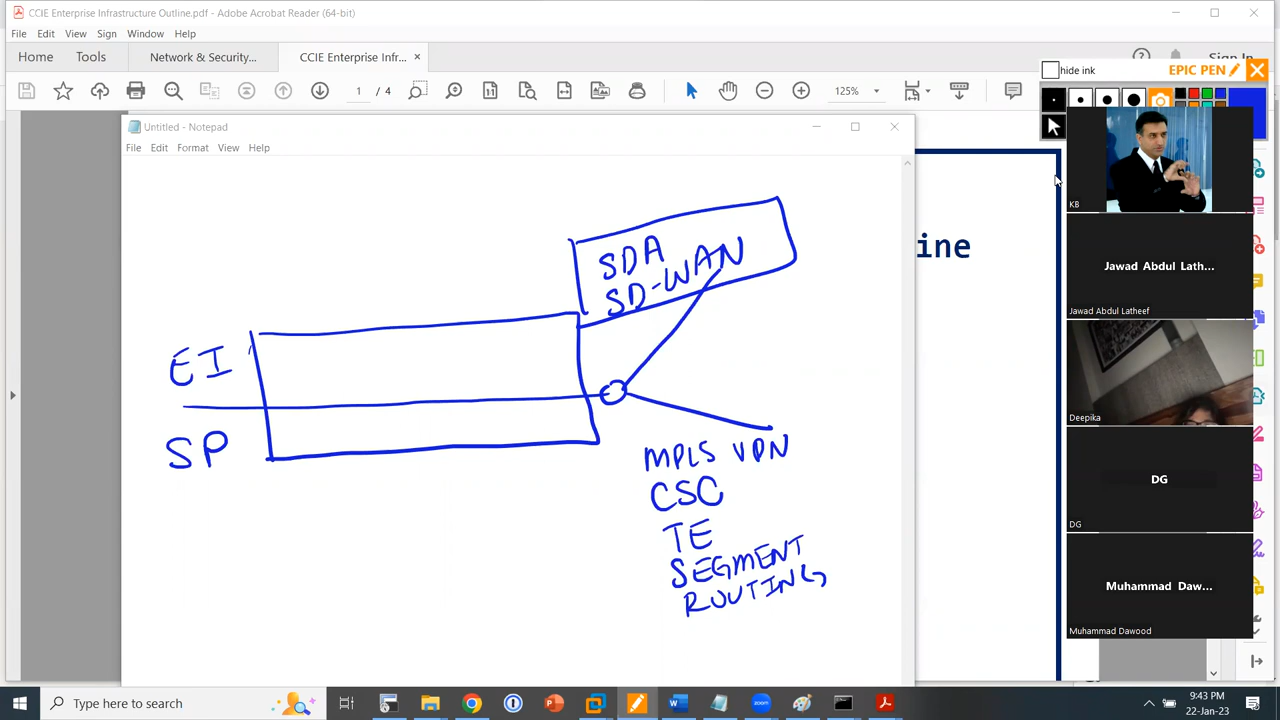 CCIE Enterprise Infrastructure Outline.pdf - Adobe Acrobat Reader (64-bit)
File Edit View Sign Window Help
Home Tools Network & Security... CCIE Enterprise Infr... × Sign In
1 / 4 125%
hide ink EPIC PEN
Untitled - Notepad
File Edit Format View Help
KB
ine
SDA
SD-WAN
EI
SP
MPLS VPN
CSC
TE
SEGMENT
ROUTING
Jawad Abdul Lath...
Jawad Abdul Latheef
Deepika
DG
DG
Muhammad Daw...
Muhammad Dawood
Type here to search
9:43 PM
22-Jan-23